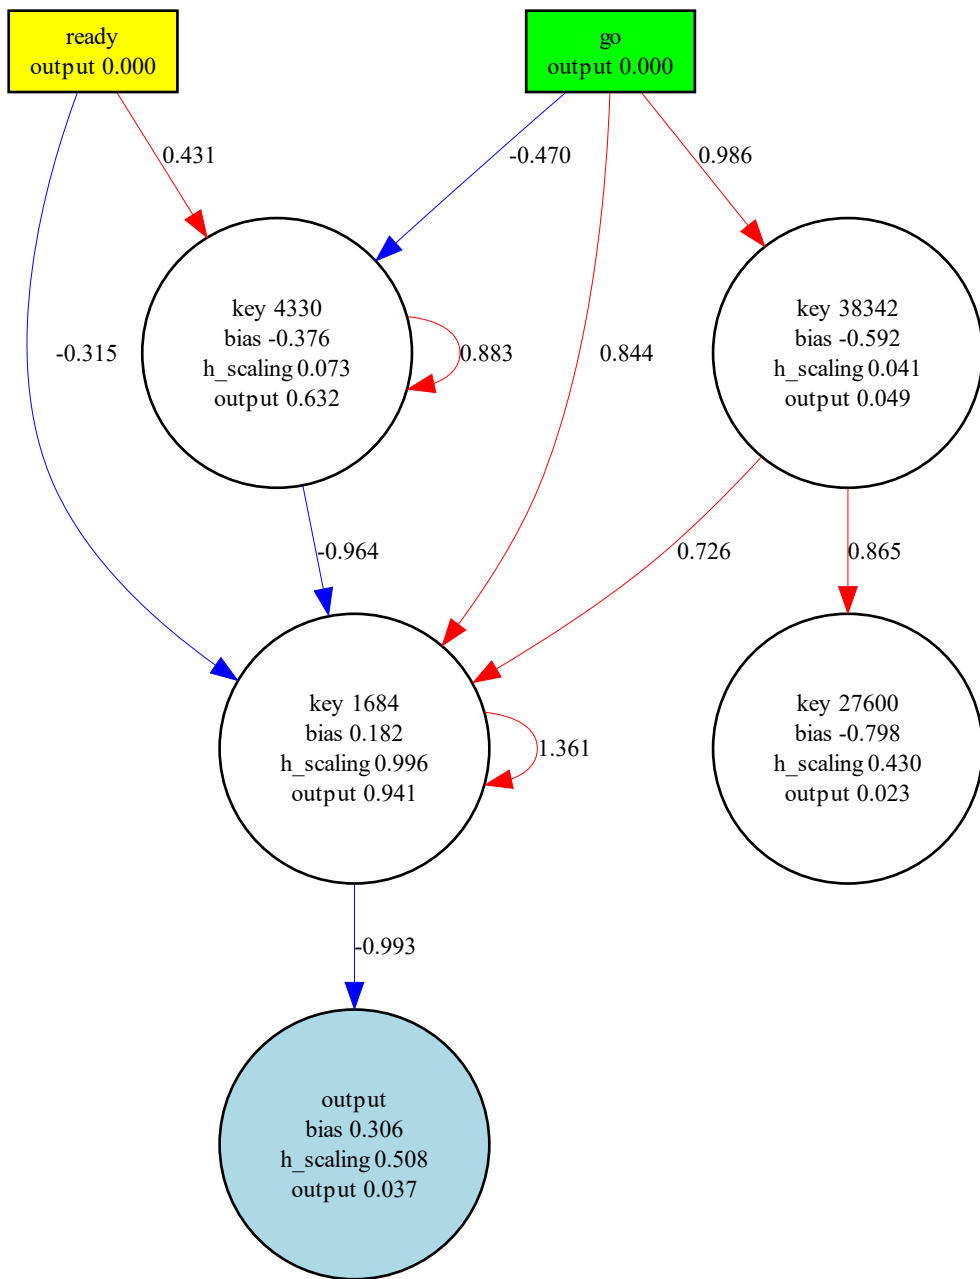 ready
output 0.000
go
output 0.000
0.431
-0.470
0.986
key 4330
bias -0.376
h_scaling 0.073
output 0.632
key 38342
bias -0.592
h_scaling 0.041
output 0.049
-0.315
0.883
0.844
-0.964
0.726
0.865
key 1684
bias 0.182
h_scaling 0.996
output 0.941
1.361
key 27600
bias -0.798
h_scaling 0.430
output 0.023
-0.993
output
bias 0.306
h_scaling 0.508
output 0.037